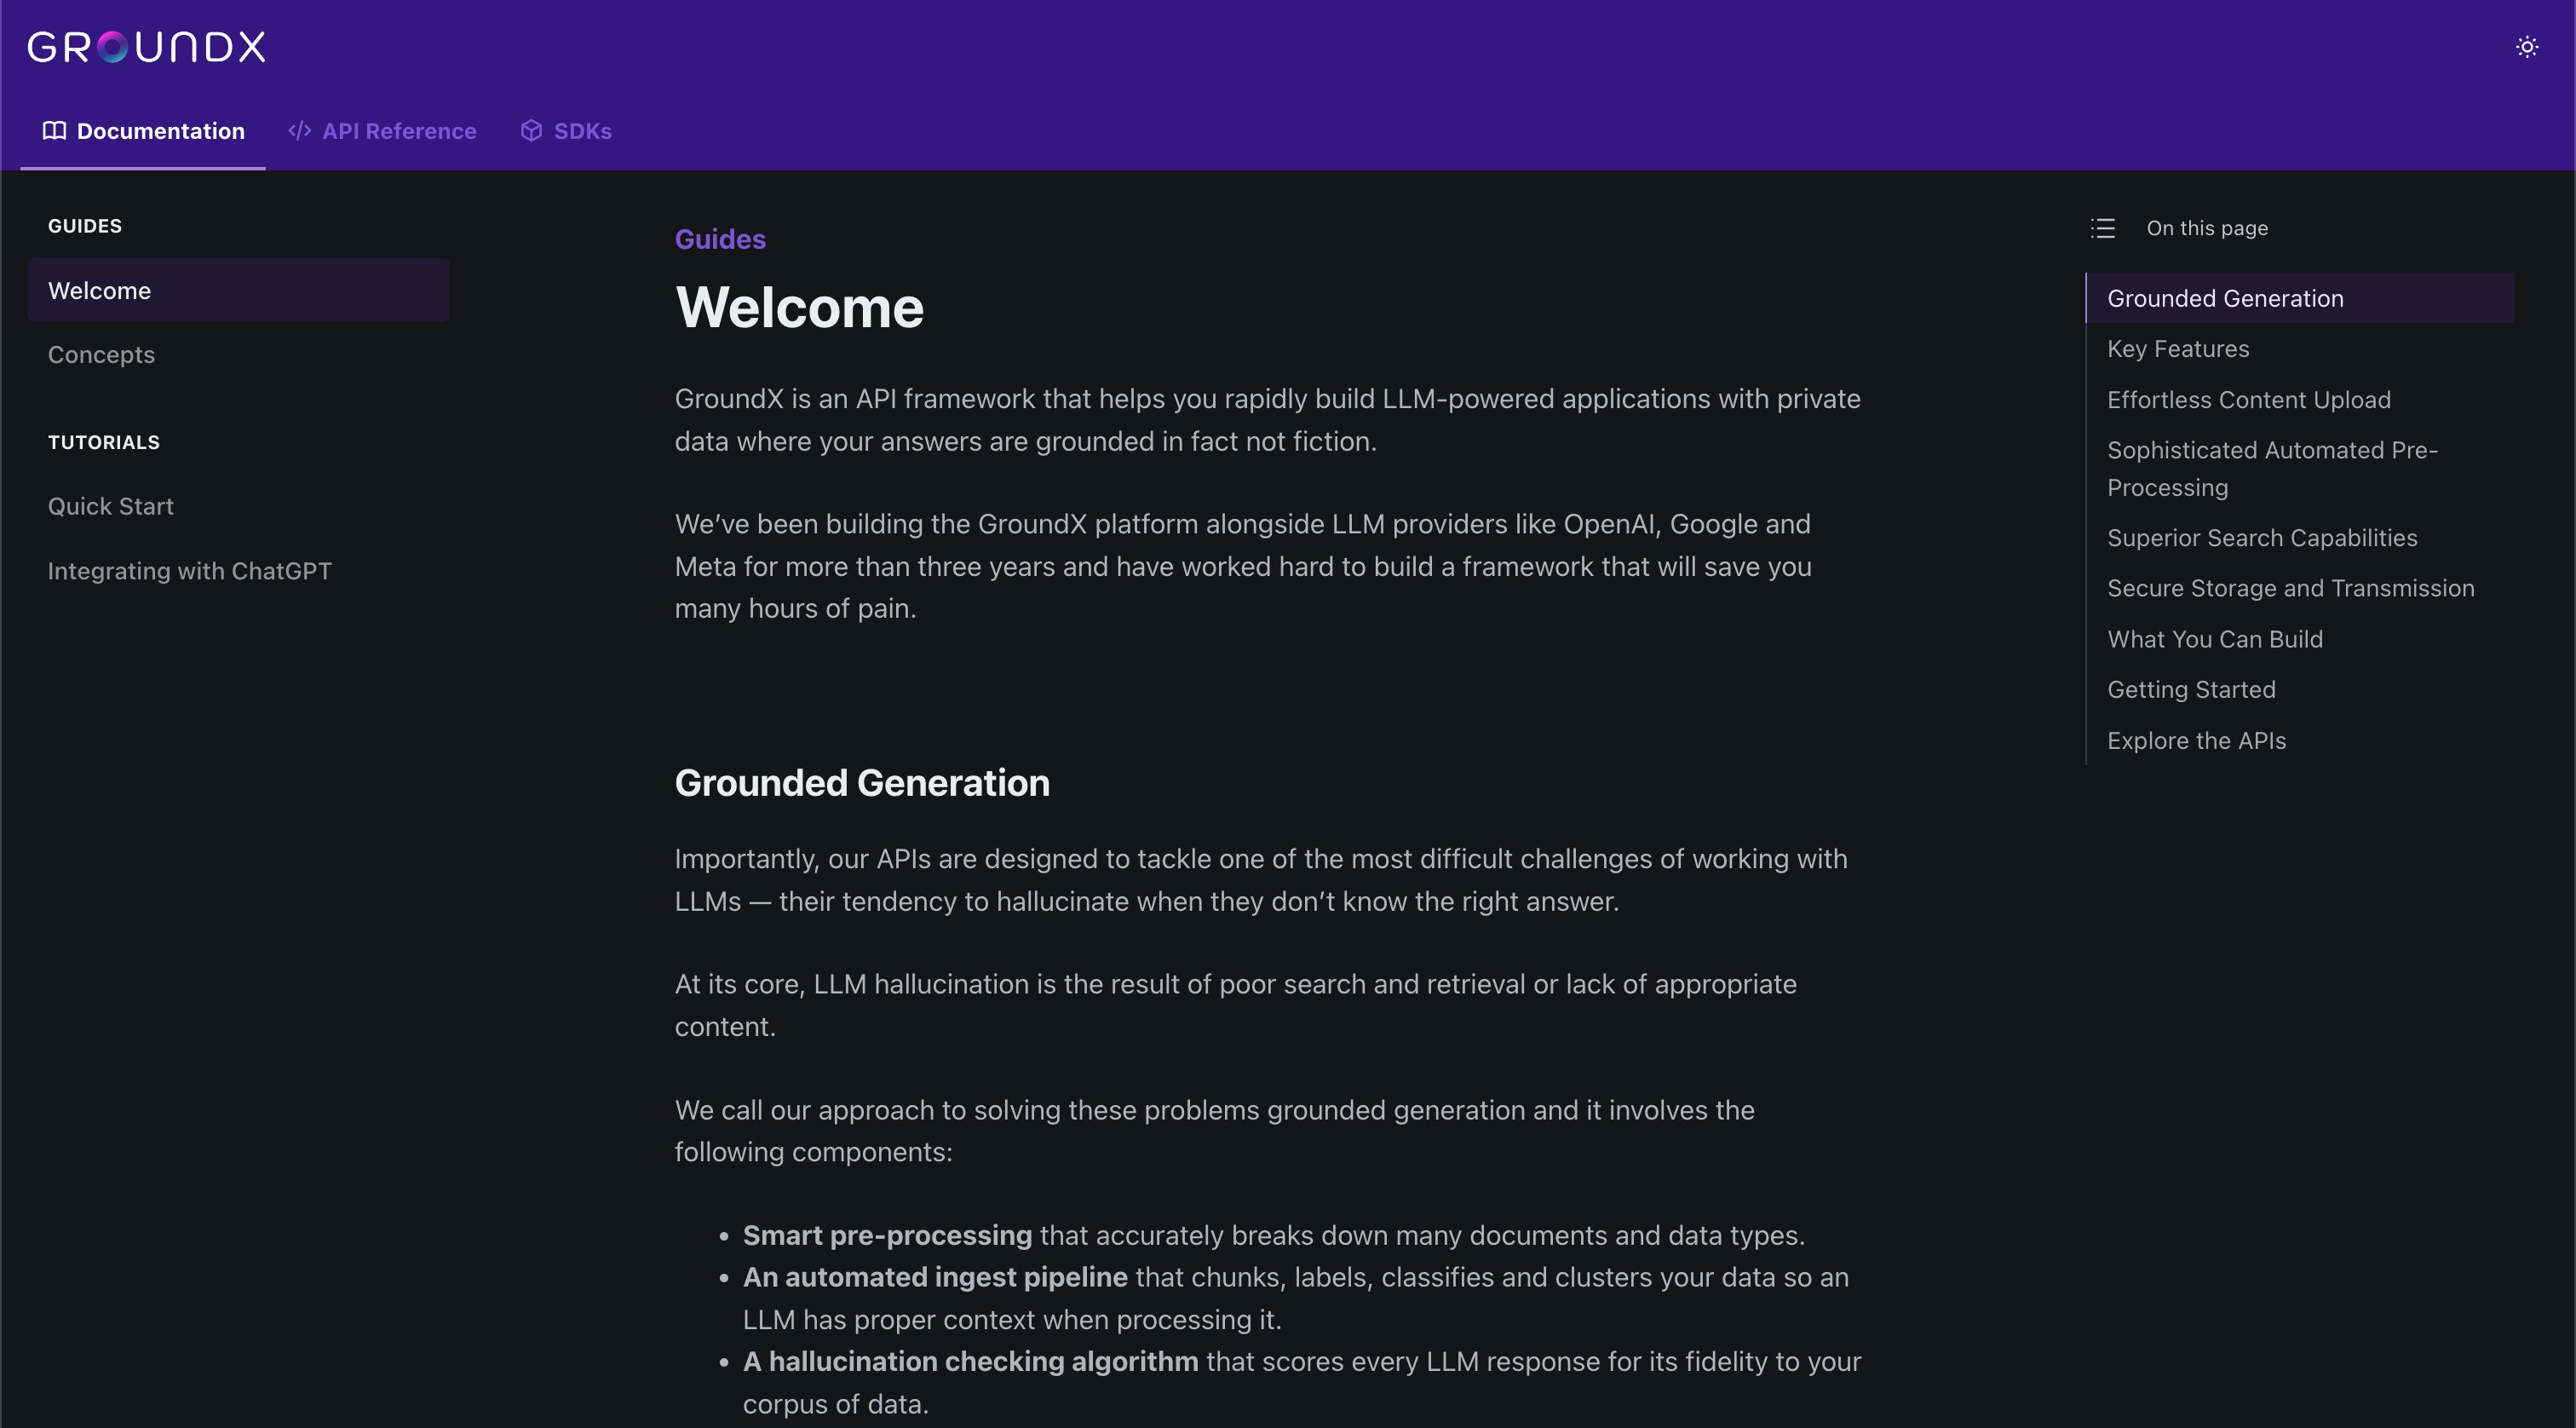 GROUNDX
Documentation
API Reference
SDKs
GUIDES
Welcome
Concepts
TUTORIALS
Quick Start
Integrating with ChatGPT
Guides
Welcome
GroundX is an API framework that helps you rapidly build LLM-powered applications with private
data where your answers are grounded in fact not fiction.
We’ve been building the GroundX platform alongside LLM providers like OpenAI, Google and
Meta for more than three years and have worked hard to build a framework that will save you
many hours of pain.
Grounded Generation
Importantly, our APIs are designed to tackle one of the most difficult challenges of working with
LLMs — their tendency to hallucinate when they don’t know the right answer.
At its core, LLM hallucination is the result of poor search and retrieval or lack of appropriate
content.
We call our approach to solving these problems grounded generation and it involves the
following components:
• Smart pre-processing that accurately breaks down many documents and data types.
• An automated ingest pipeline that chunks, labels, classifies and clusters your data so an
LLM has proper context when processing it.
• A hallucination checking algorithm that scores every LLM response for its fidelity to your
corpus of data.
On this page
Grounded Generation
Key Features
Effortless Content Upload
Sophisticated Automated Pre-
Processing
Superior Search Capabilities
Secure Storage and Transmission
What You Can Build
Getting Started
Explore the APIs